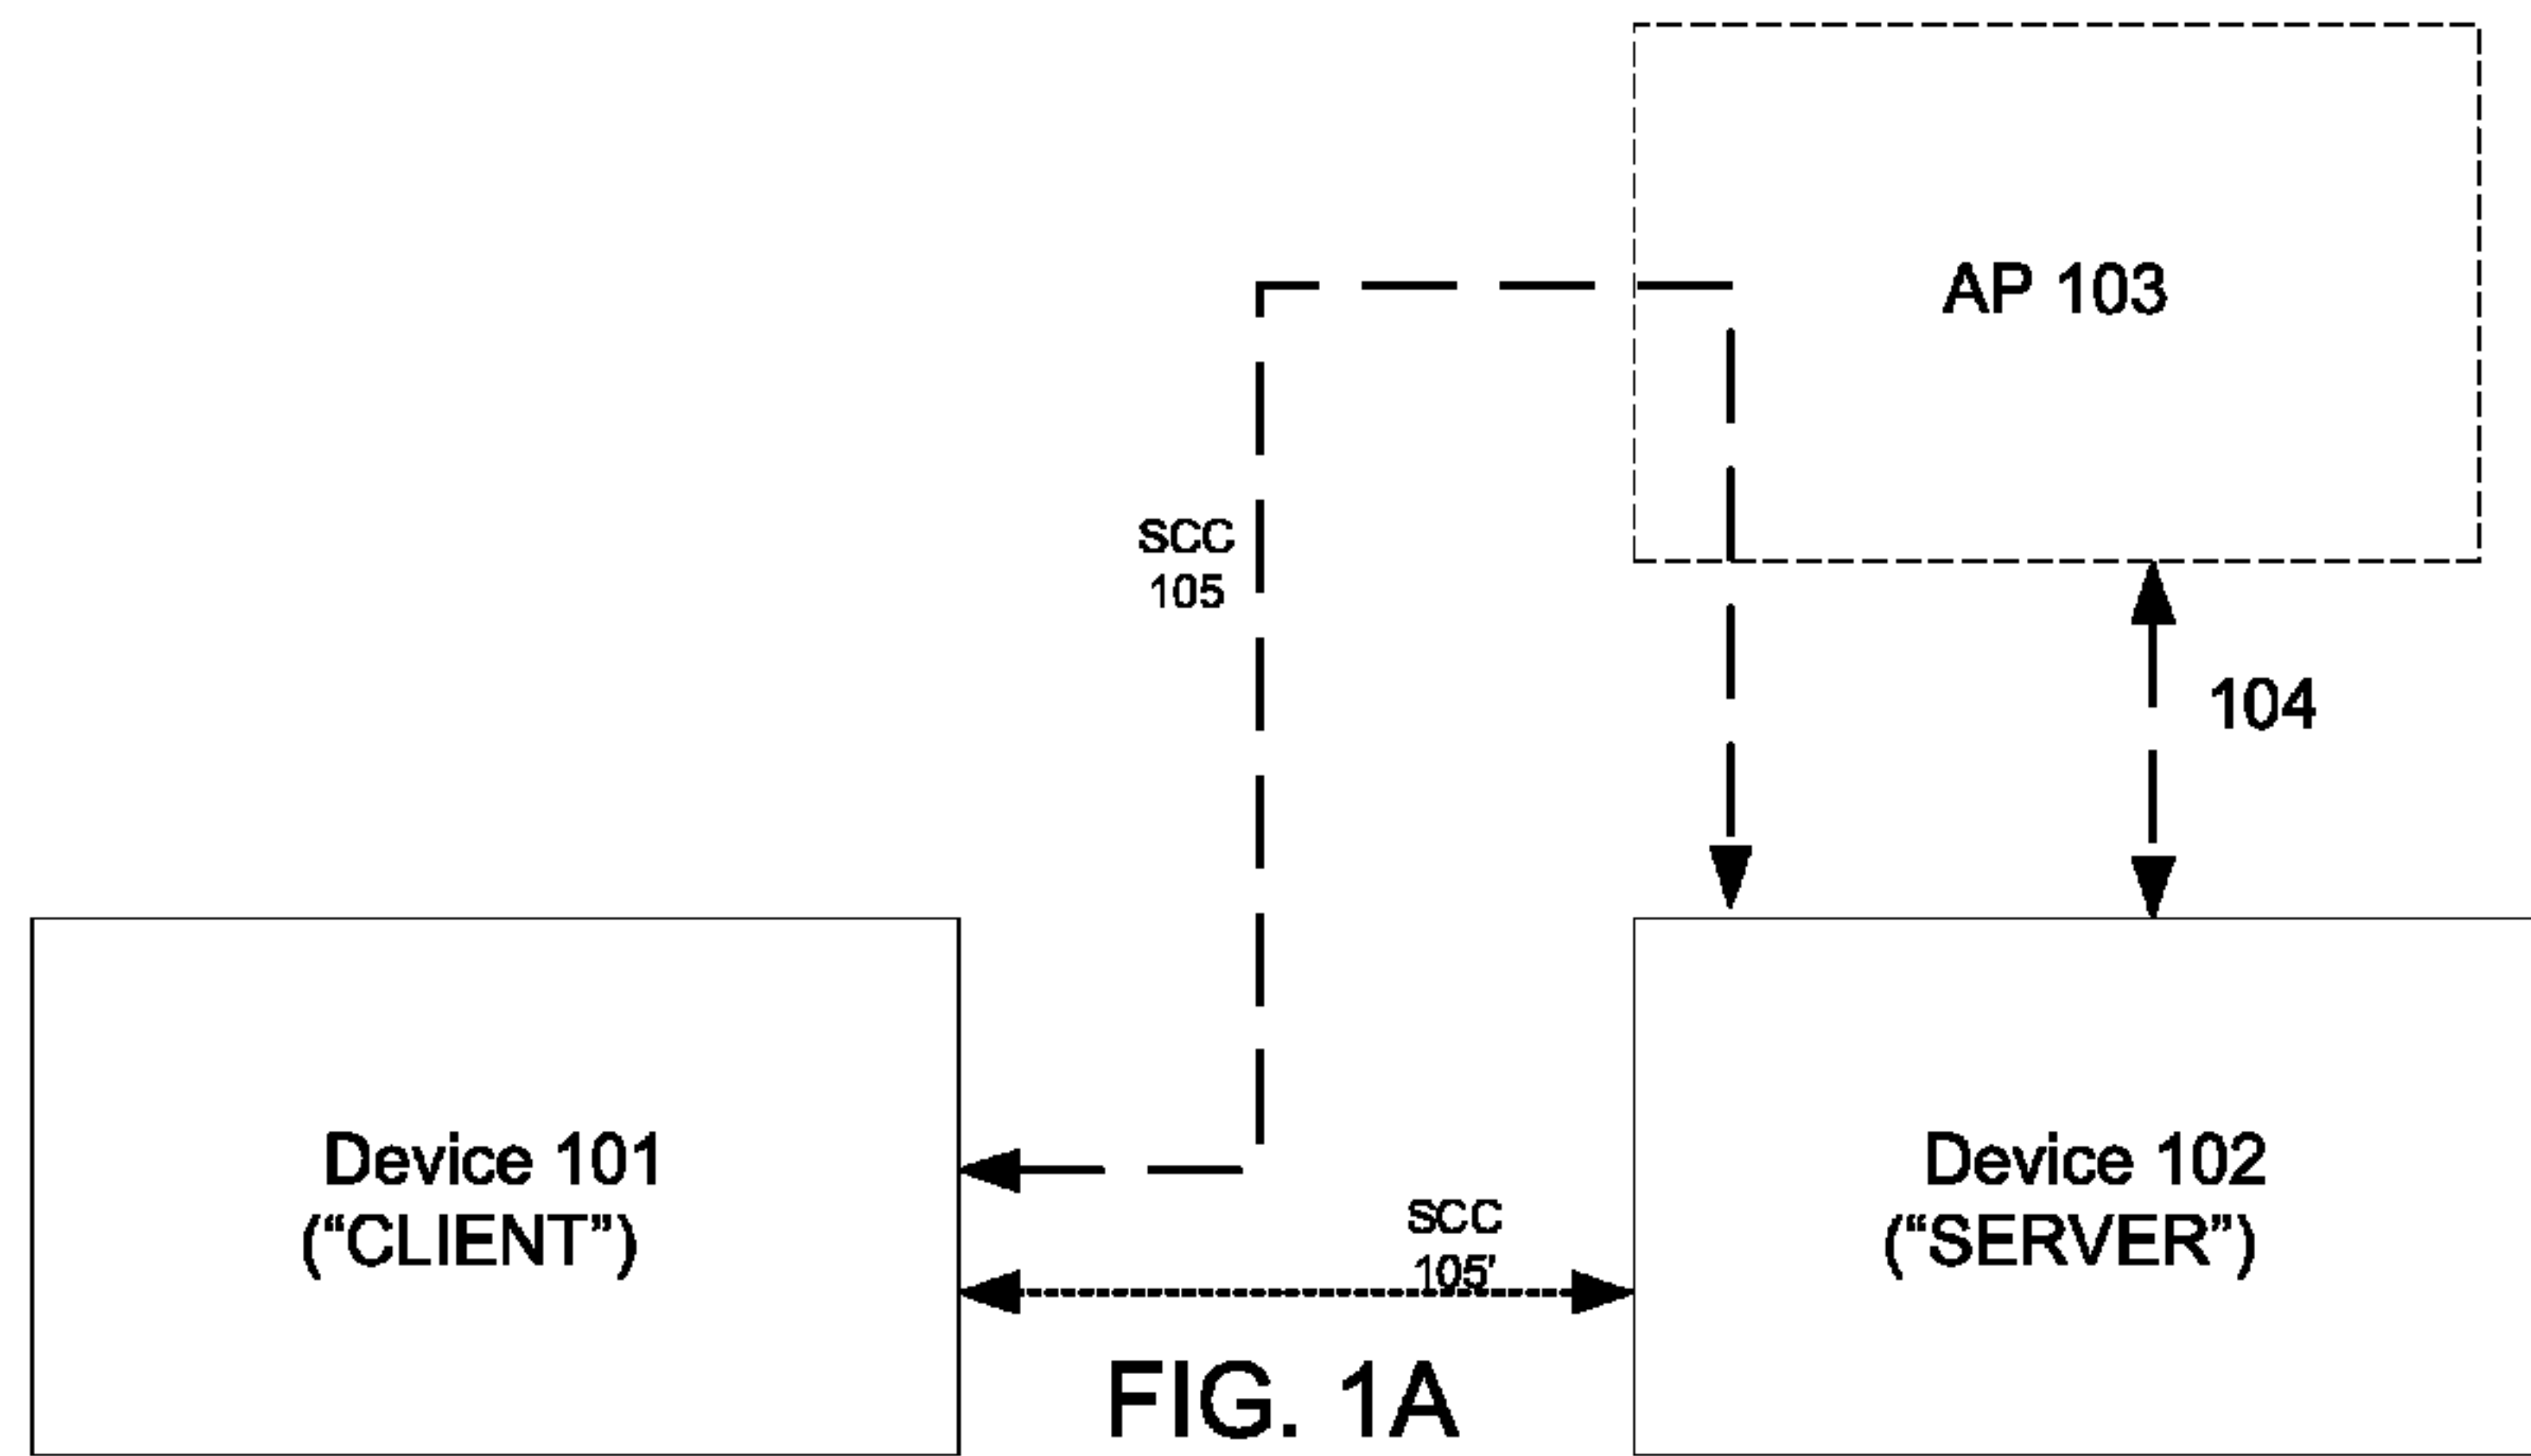 AP 103
SCC
105
104
Device 101
(“CLIENT”)
Device 102
(“SERVER”)
SCC
105'
FIG. 1A